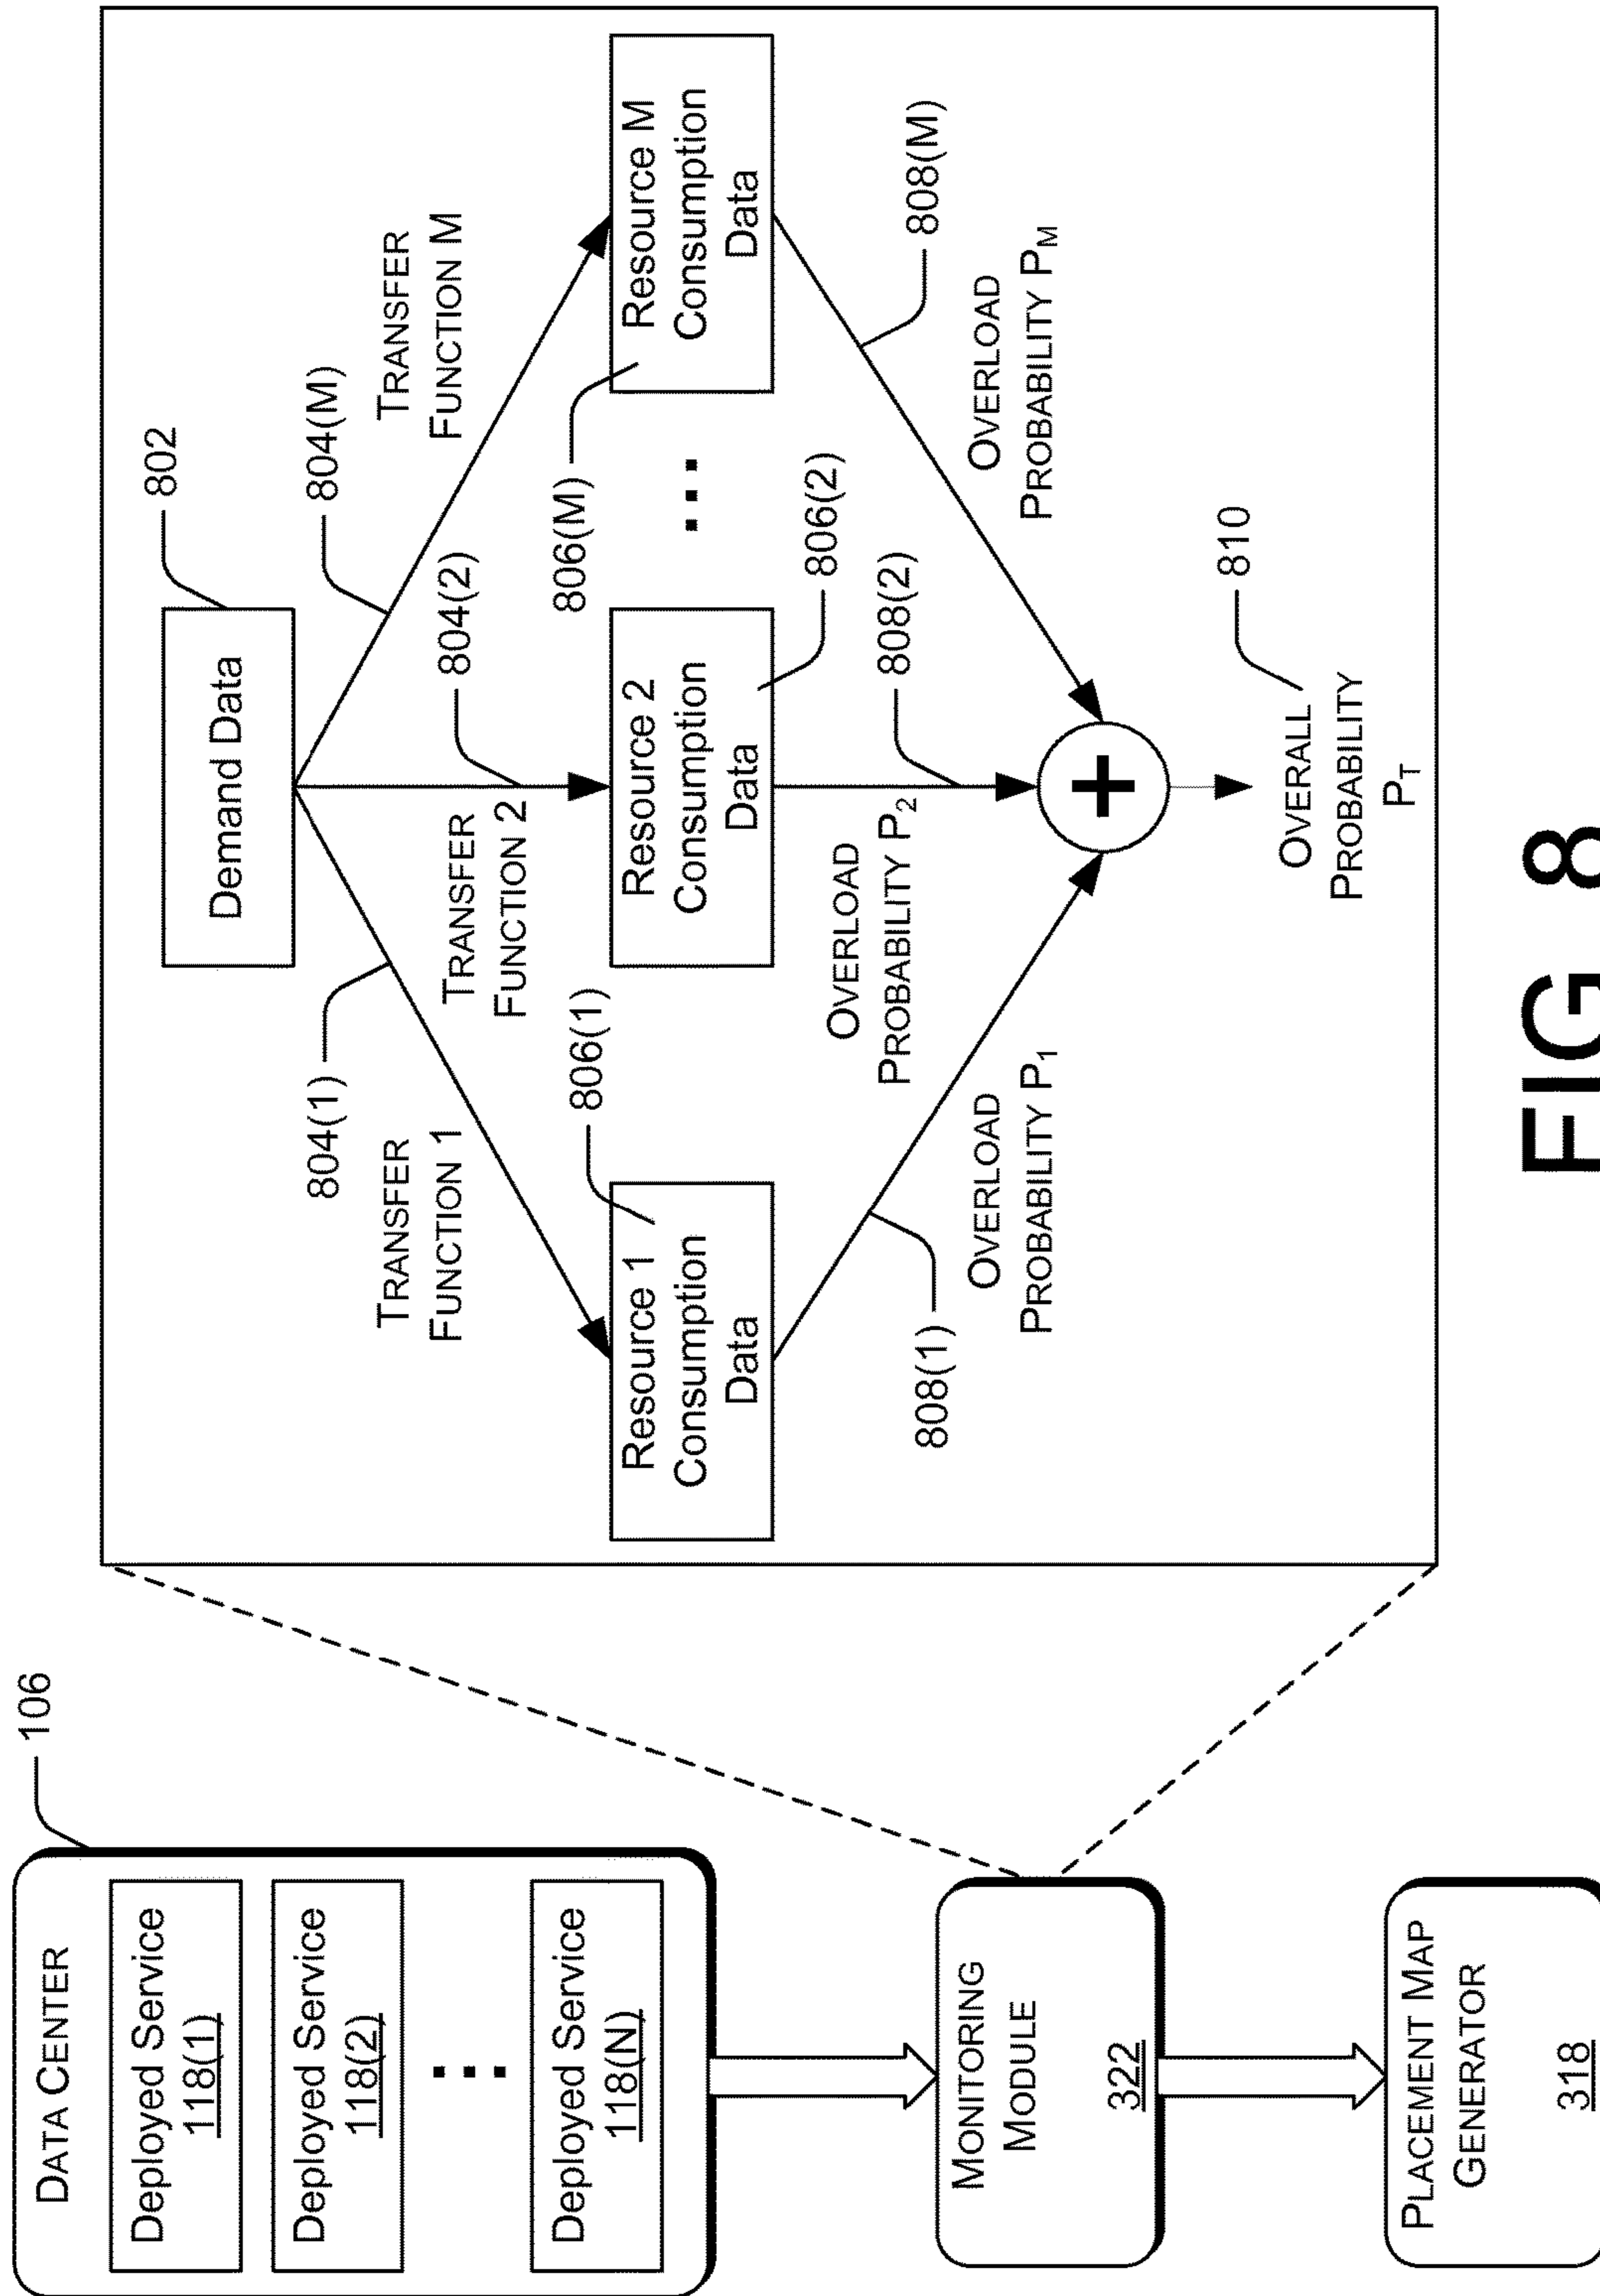 106
DATA CENTER
Deployed Service
118(1)
Deployed Service
118(2)
⋮
Deployed Service
118(N)
MONITORING
MODULE
322
PLACEMENT MAP
GENERATOR
318
802
Demand Data
804(1)
TRANSFER
FUNCTION 1
804(2)
TRANSFER
FUNCTION 2
804(M)
TRANSFER
FUNCTION M
806(1)
Resource 1
Consumption
Data
Resource 2
Consumption
Data
806(2)
...
806(M)
Resource M
Consumption
Data
808(1)
OVERLOAD
PROBABILITY P1
808(2)
OVERLOAD
PROBABILITY P2
808(M)
OVERLOAD
PROBABILITY PM
+
810
OVERALL
PROBABILITY
PT
FIG 8